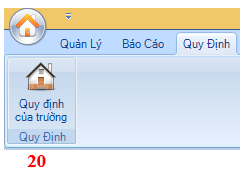 Quản Lý Báo Cáo Quy Định
Quy định
của trường
Quy Định
20